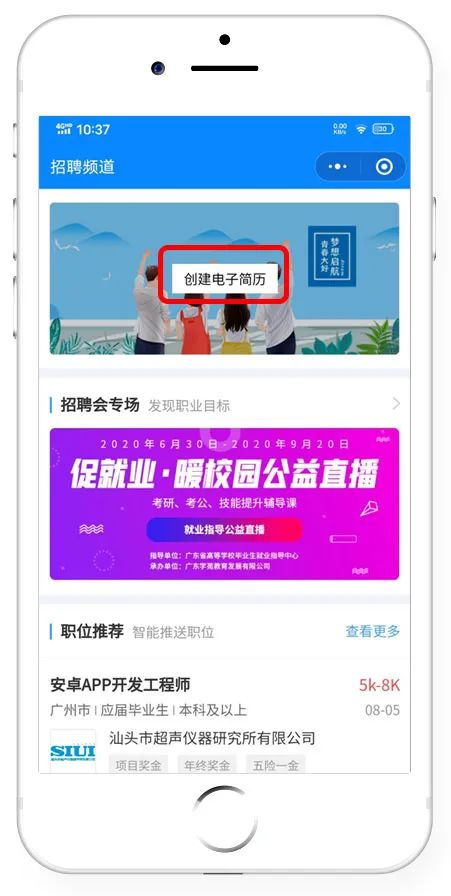 4GHD 10:37 0.00 KB/s 30
招聘频道
梦想启航
青春大好
创建电子简历
招聘会专场 发现职业目标
2020年6月30日-2020年9月20日
促就业·暖校园公益直播
考研、考公、技能提升辅导课
就业指导公益直播
指导单位：广东省高等学校毕业生就业指导中心
承办单位：广东学苑教育发展有限公司
职位推荐 智能推送职位 查看更多
安卓APP开发工程师 5k-8K
广州市 | 应届毕业生 | 本科及以上 08-05
汕头市超声仪器研究所有限公司
SIUI
项目奖金 年终奖金 五险一金